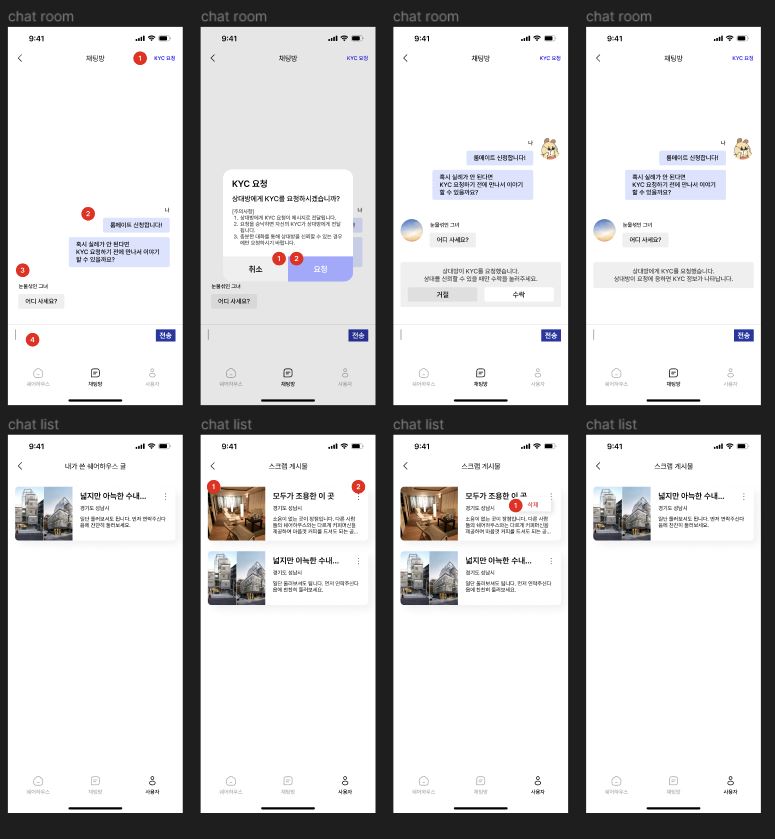 chat room
9:41
채팅방
1
KYC 요청
2
나
룸메이트 신청합니다!
혹시 실례가 안 된다면
KYC 요청하기 전에 만나서 이야기
할 수 있을까요?
3
눈물섞인 그녀
어디 사세요?
4
전송
쉐어하우스
채팅방
사용자
chat room
9:41
채팅방
KYC 요청
KYC 요청
상대방에게 KYC를 요청하시겠습니까?
[주의사항]
1. 상대방에게 KYC 요청이 메시지로 전달됩니다.
2. 요청을 승낙하면 자신의 KYC가 상대방에게 전달
됩니다.
3. 충분한 대화를 통해 상대방을 신뢰할 수 있는 경우
에만 요청하시기 바랍니다.
1
2
취소
요청
나
눈물섞인 그녀
어디 사세요?
전송
쉐어하우스
채팅방
사용자
chat room
9:41
채팅방
KYC 요청
나
룸메이트 신청합니다!
혹시 실례가 안 된다면
KYC 요청하기 전에 만나서 이야기
할 수 있을까요?
눈물섞인 그녀
어디 사세요?
상대방이 KYC를 요청했습니다.
상대를 신뢰할 수 있을 때만 수락을 눌러주세요.
거절
수락
전송
쉐어하우스
채팅방
사용자
chat room
9:41
채팅방
KYC 요청
나
룸메이트 신청합니다!
혹시 실례가 안 된다면
KYC 요청하기 전에 만나서 이야기
할 수 있을까요?
눈물섞인 그녀
어디 사세요?
상대방에게 KYC를 요청했습니다.
상대방이 요청에 응하면 KYC 정보가 나타납니다.
전송
쉐어하우스
채팅방
사용자
chat list
9:41
내가 쓴 쉐어하우스 글
넓지만 아늑한 수내...
경기도 성남시
일단 둘러보셔도 됩니다. 먼저 연락주신다
음에 찬찬히 둘러보세요.
쉐어하우스
채팅방
사용자
chat list
9:41
스크랩 게시물
1
2
모두가 조용한 이 곳
경기도 성남시
소음이 없는 곳이 장점입니다. 다른 사람
들의 쉐어하우스와는 다르게 커피머신을
제공하여 마음껏 커피를 드셔도 되는 공...
넓지만 아늑한 수내...
경기도 성남시
일단 둘러보셔도 됩니다. 먼저 연락주신다
음에 찬찬히 둘러보세요.
쉐어하우스
채팅방
사용자
chat list
9:41
스크랩 게시물
모두가 조용한 이 곳
1
삭제
경기도 성남시
소음이 없는 곳이 장점입니다. 다른 사람
들의 쉐어하우스와는 다르게 커피머신을
제공하여 마음껏 커피를 드셔도 되는 공...
넓지만 아늑한 수내...
경기도 성남시
일단 둘러보셔도 됩니다. 먼저 연락주신다
음에 찬찬히 둘러보세요.
쉐어하우스
채팅방
사용자
chat list
9:41
스크랩 게시물
넓지만 아늑한 수내...
경기도 성남시
일단 둘러보셔도 됩니다. 먼저 연락주신다
음에 찬찬히 둘러보세요.
쉐어하우스
채팅방
사용자